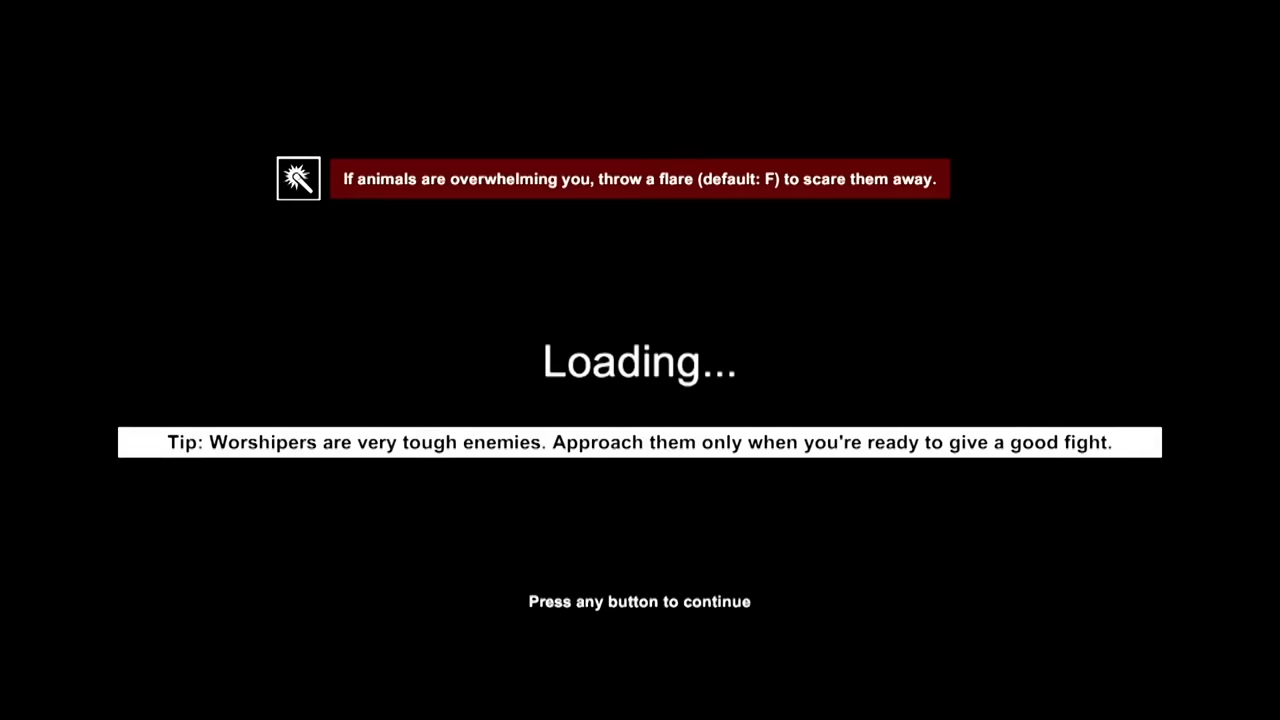 If animals are overwhelming you, throw a flare (default: F) to scare them away.
Loading...
Tip: Worshipers are very tough enemies. Approach them only when you're ready to give a good fight.
Press any button to continue